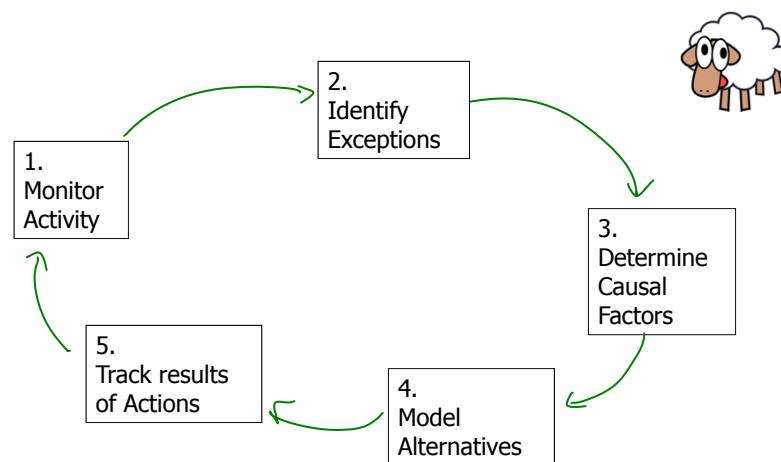 1.
Monitor
Activity
2.
Identify
Exceptions
3.
Determine
Causal
Factors
4.
Model
Alternatives
5.
Track results
of Actions